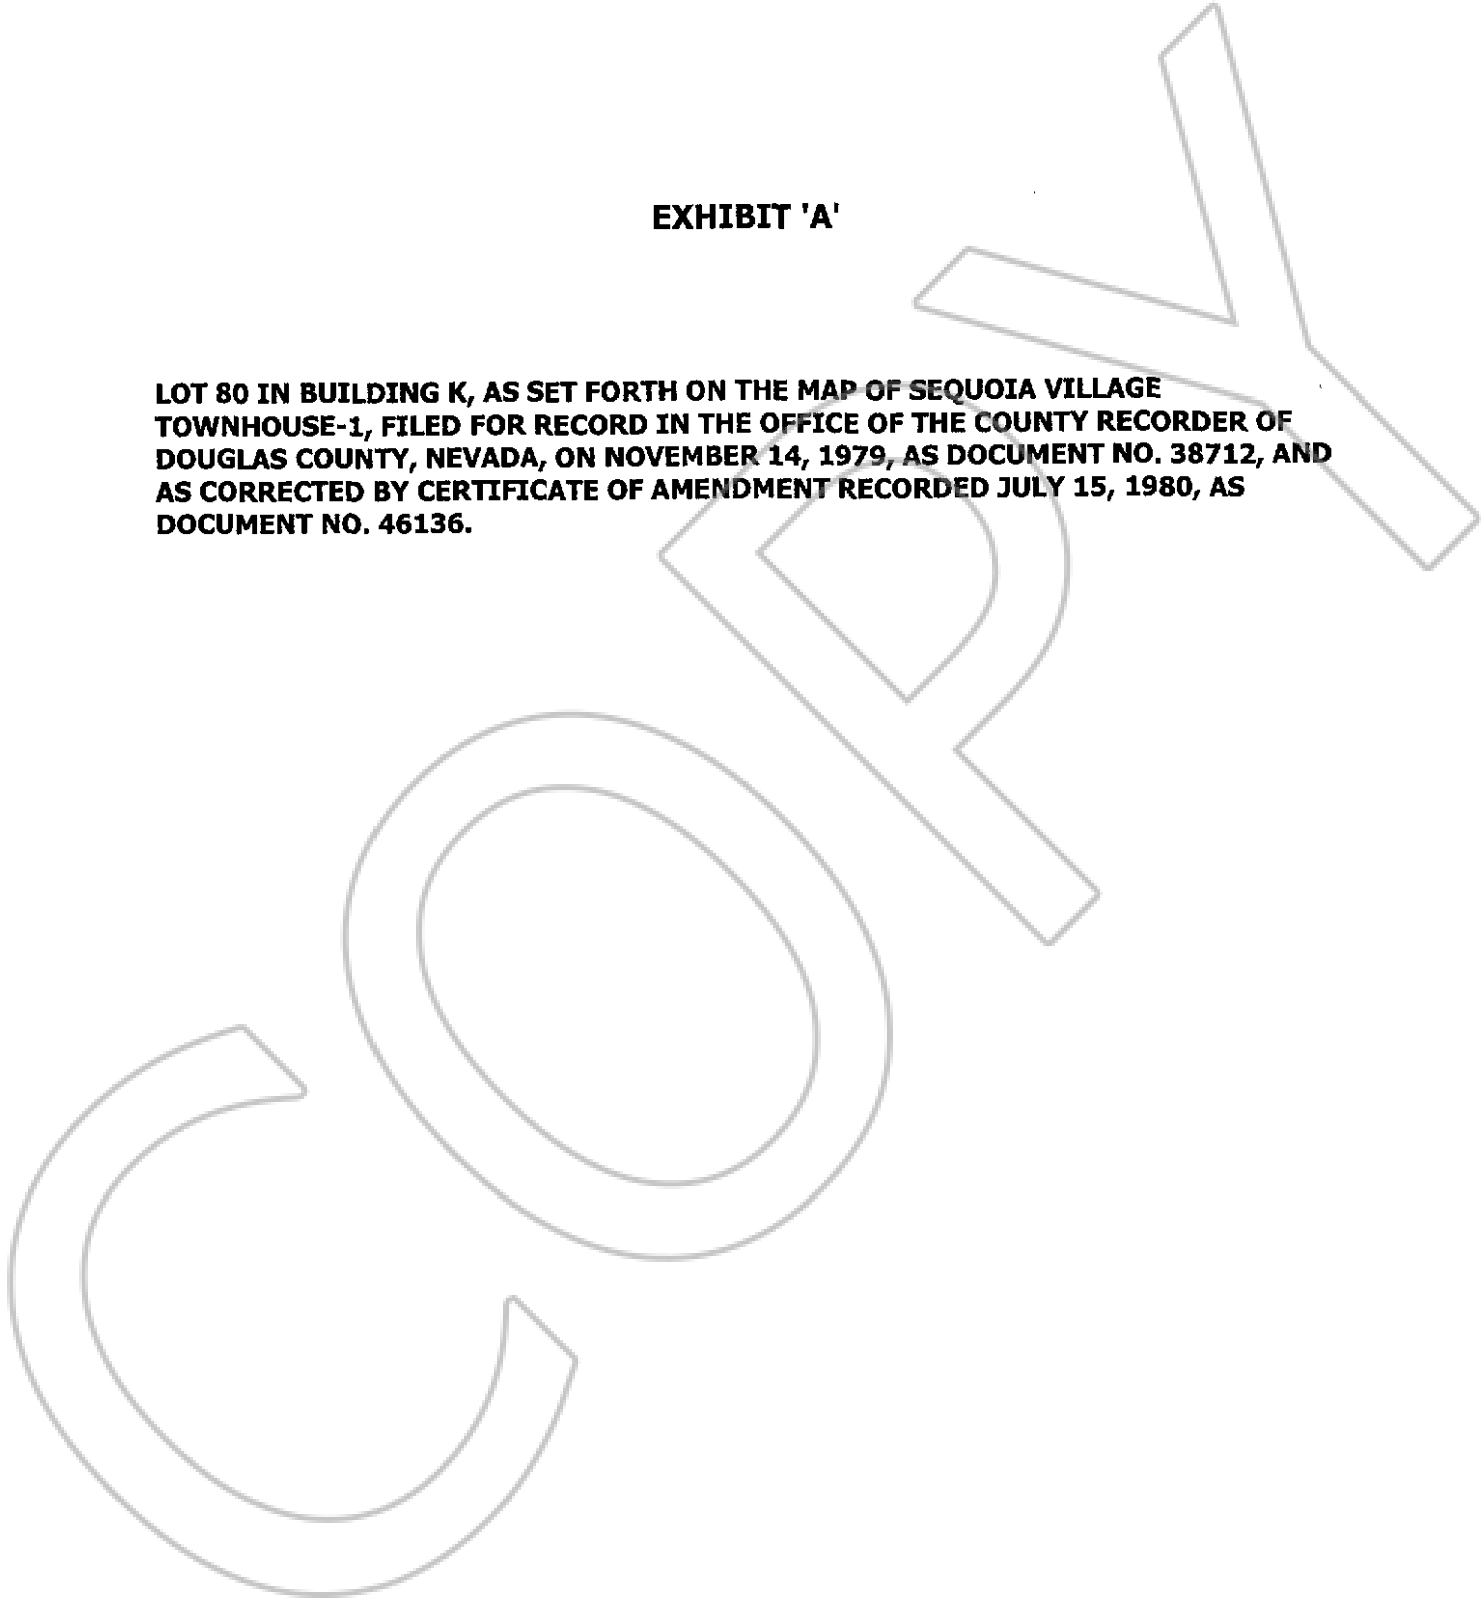 EXHIBIT 'A'
LOT 80 IN BUILDING K, AS SET FORTH ON THE MAP OF SEQUOIA VILLAGE
TOWNHOUSE-1, FILED FOR RECORD IN THE OFFICE OF THE COUNTY RECORDER OF
DOUGLAS COUNTY, NEVADA, ON NOVEMBER 14, 1979, AS DOCUMENT NO. 38712, AND
AS CORRECTED BY CERTIFICATE OF AMENDMENT RECORDED JULY 15, 1980, AS
DOCUMENT NO. 46136.
COPY